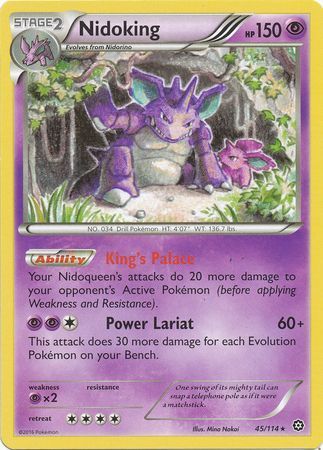 STAGE2 Nidoking HP150
Evolves from Nidorino
NO. 034 Drill Pokémon HT: 4'07" WT: 136.7 lbs.
Ability King's Palace
Your Nidoqueen's attacks do 20 more damage to
your opponent's Active Pokémon (before applying
Weakness and Resistance).
Power Lariat 60+
This attack does 30 more damage for each Evolution
Pokémon on your Bench.
weakness resistance
×2
retreat
One swing of its mighty tail can
snap a telephone pole as if it were
a matchstick.
©2016 Pokémon
Illus. Mina Nakai 45/114★